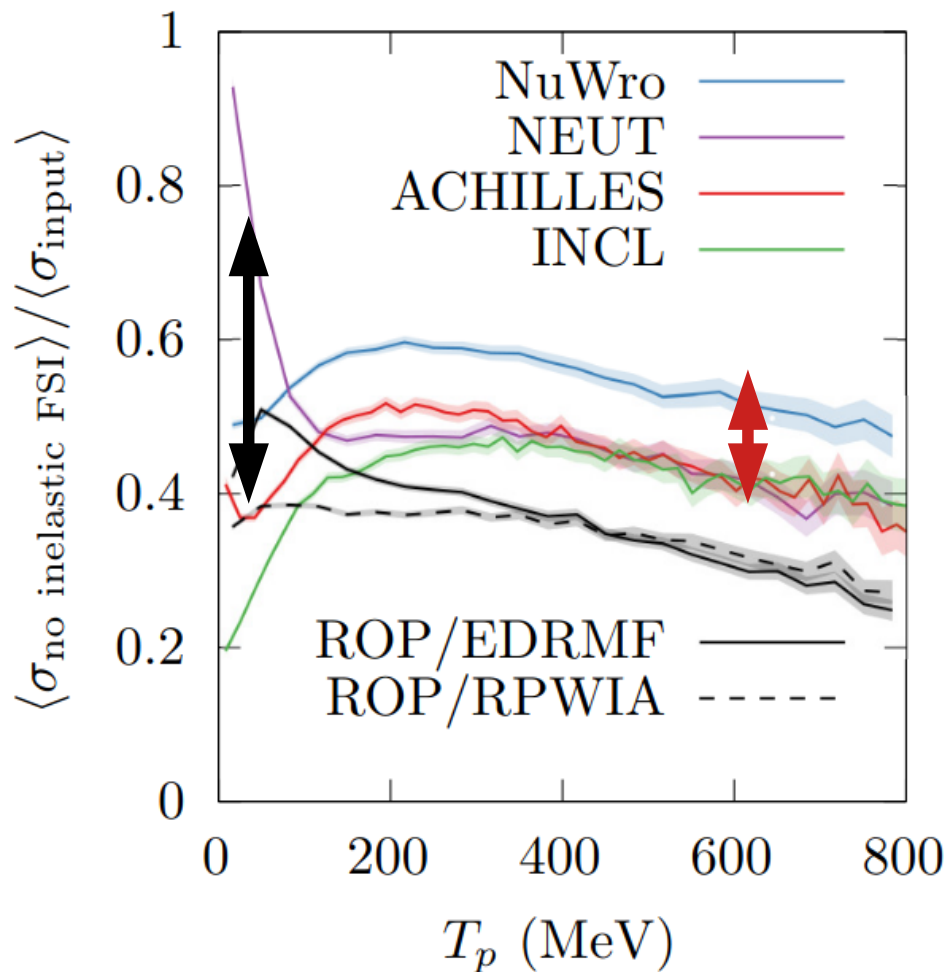 ⟨σno inelastic FSI⟩/⟨σinput⟩
1
0.8
0.6
0.4
0.2
0
NuWro
NEUT
ACHILLES
INCL
ROP/EDRMF
ROP/RPWIA
0 200 400 600 800
Tp (MeV)